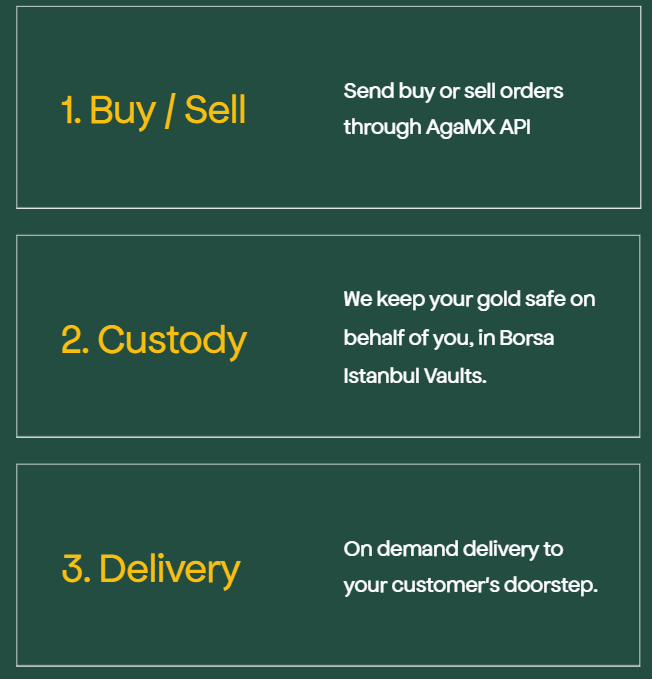 1. Buy / Sell
Send buy or sell orders
through AgaMX API
2. Custody
We keep your gold safe on
behalf of you, in Borsa
Istanbul Vaults.
3. Delivery
On demand delivery to
your customer's doorstep.